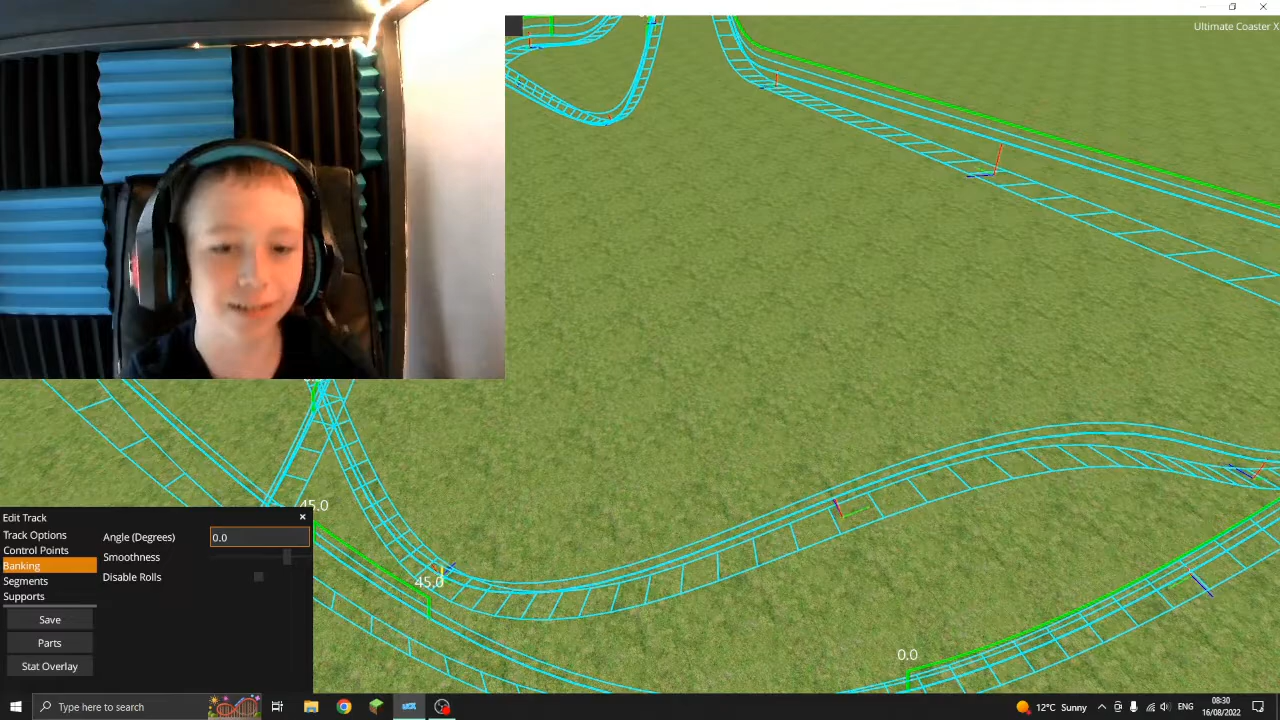 Ultimate Coaster X
45.0
45.0
0.0
Edit Track
Track Options
Control Points
Banking
Segments
Supports
Save
Parts
Stat Overlay
Angle (Degrees)
0.0
Smoothness
Disable Rolls
Type here to search
12°C Sunny
ENG
08:30
16/08/2022